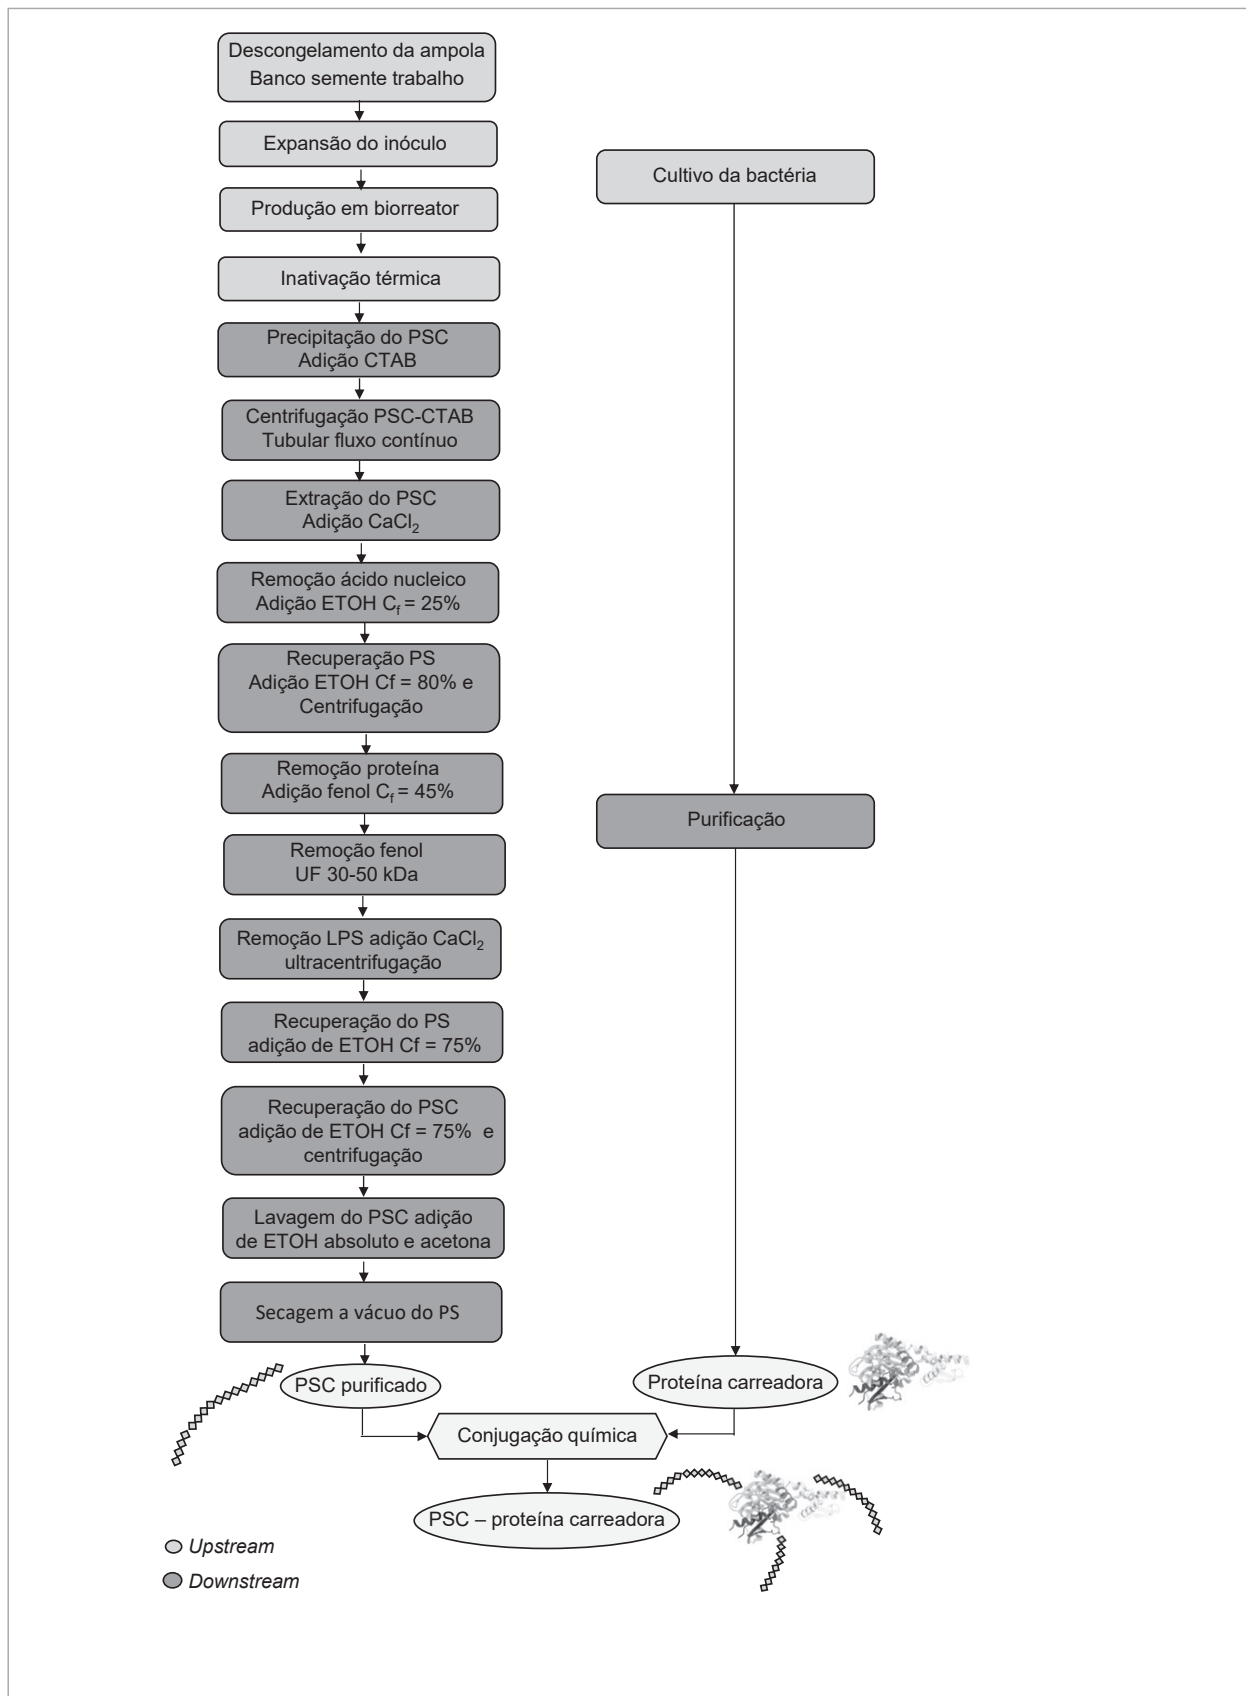 Descongelamento da ampola
Banco semente trabalho
Expansão do inóculo
Produção em biorreator
Inativação térmica
Precipitação do PSC
Adição CTAB
Centrifugação PSC-CTAB
Tubular fluxo contínuo
Extração do PSC
Adição CaCl₂
Remoção ácido nucleico
Adição ETOH C_f = 25%
Recuperação PS
Adição ETOH Cf = 80% e
Centrifugação
Remoção proteína
Adição fenol C_f = 45%
Remoção fenol
UF 30-50 kDa
Remoção LPS adição CaCl₂
ultracentrifugação
Recuperação do PS
adição de ETOH Cf = 75%
Recuperação do PSC
adição de ETOH Cf = 75% e
centrifugação
Lavagem do PSC adição
de ETOH absoluto e acetona
Secagem a vácuo do PS
PSC purificado
Cultivo da bactéria
Purificação
Proteína carreadora
Conjugação química
PSC – proteína carreadora
Upstream
Downstream